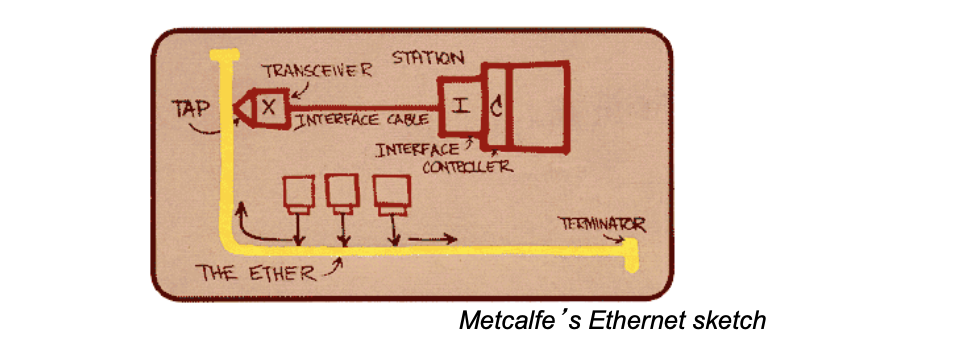 STATION
TRANSCEIVER
TAP
X
I
C
INTERFACE CABLE
INTERFACE
CONTROLLER
TERMINATOR
THE ETHER
Metcalfe’s Ethernet sketch